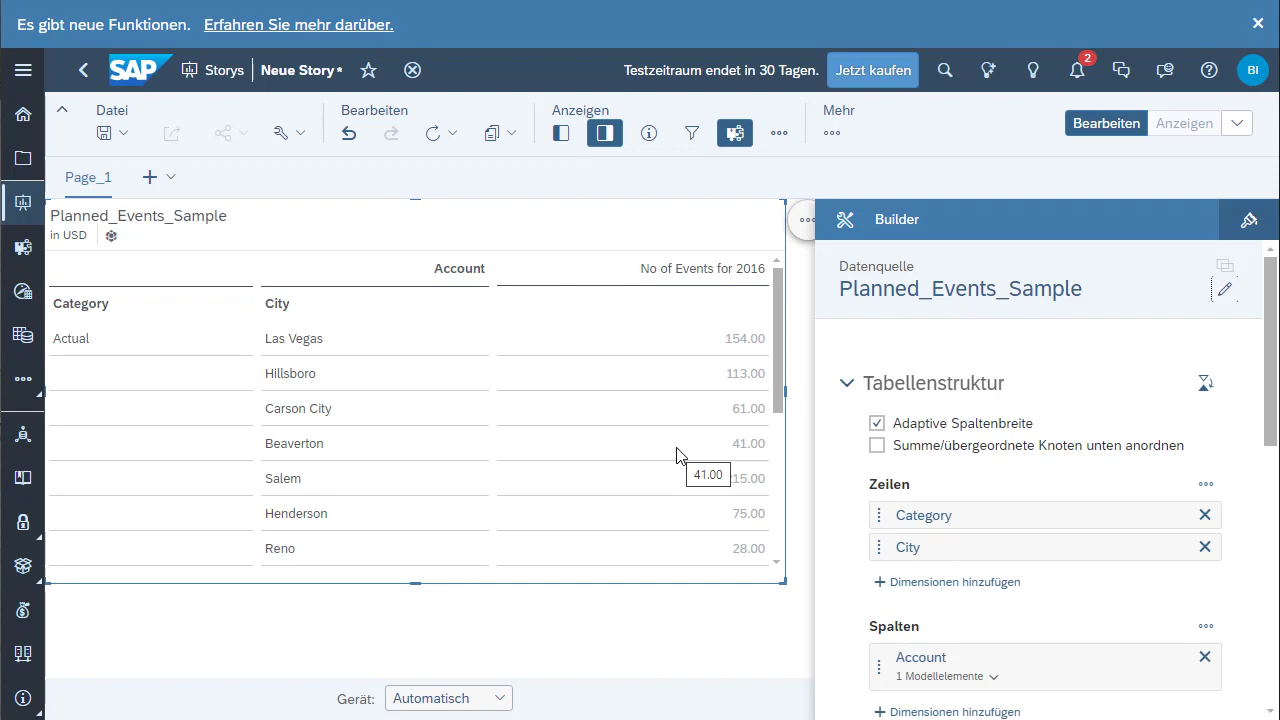 Es gibt neue Funktionen. Erfahren Sie mehr darüber.
SAP Storys Neue Story* Testzeitraum endet in 30 Tagen. Jetzt kaufen 2 BI
Datei Bearbeiten Anzeigen Mehr
Bearbeiten Anzeigen
Page_1
Planned_Events_Sample
in USD
Account No of Events for 2016
Category City
Actual Las Vegas 154.00
Hillsboro 113.00
Carson City 61.00
Beaverton 41.00
41.00
Salem 15.00
Henderson 75.00
Reno 28.00
Gerät: Automatisch
Builder
Datenquelle
Planned_Events_Sample
Tabellenstruktur
Adaptive Spaltenbreite
Summe/übergeordnete Knoten unten anordnen
Zeilen
Category
City
Dimensionen hinzufügen
Spalten
Account
1 Modellelemente
Dimensionen hinzufügen